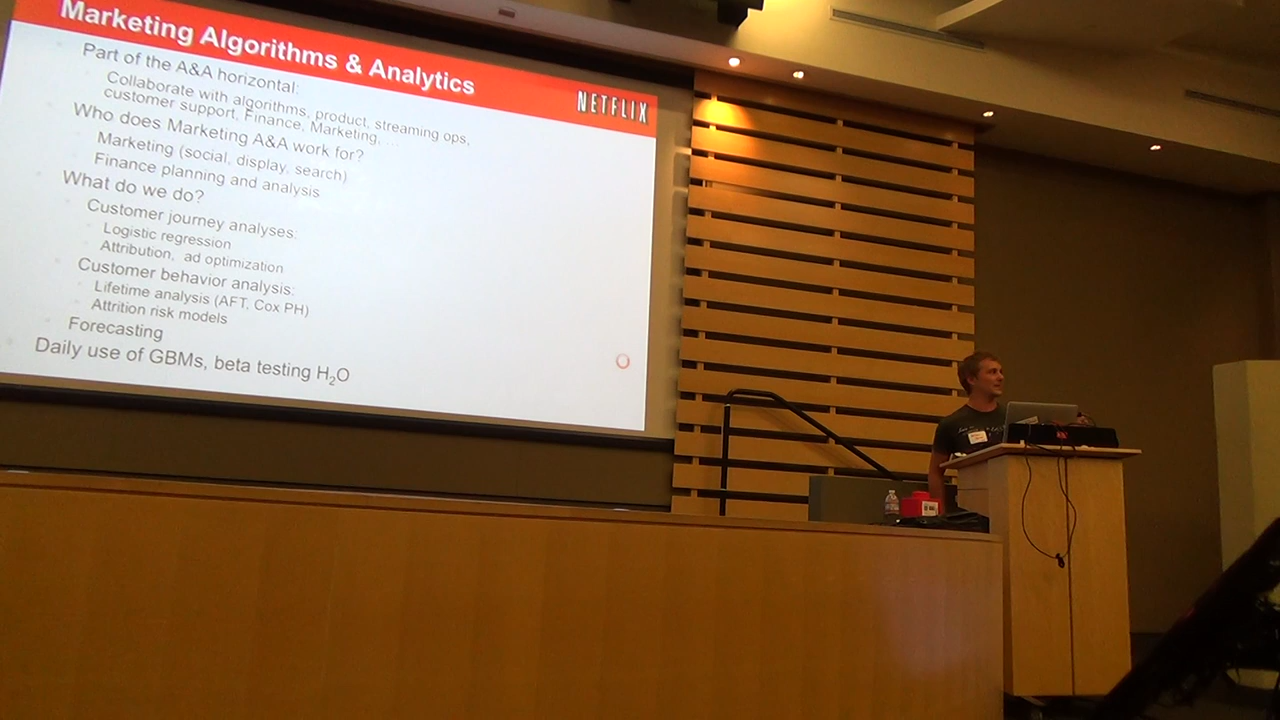 Marketing Algorithms & Analytics
NETFLIX
Part of the A&A horizontal:
Collaborate with algorithms, product, streaming ops,
customer support, Finance, Marketing, ...
Who does Marketing A&A work for?
Marketing (social, display, search)
Finance planning and analysis
What do we do?
Customer journey analyses:
Logistic regression
Attribution, ad optimization
Customer behavior analysis:
Lifetime analysis (AFT, Cox PH)
Attrition risk models
Forecasting
Daily use of GBMs, beta testing H₂O